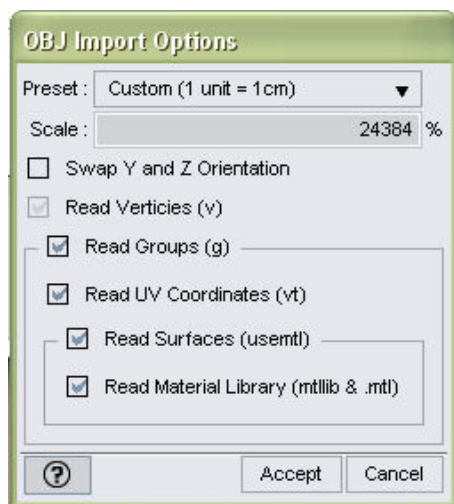 OBJ Import Options
Preset : Custom (1 unit = 1cm)
Scale : 24384 %
Swap Y and Z Orientation
Read Verticies (v)
Read Groups (g)
Read UV Coordinates (vt)
Read Surfaces (usemtl)
Read Material Library (mtllib & .mtl)
? Accept Cancel